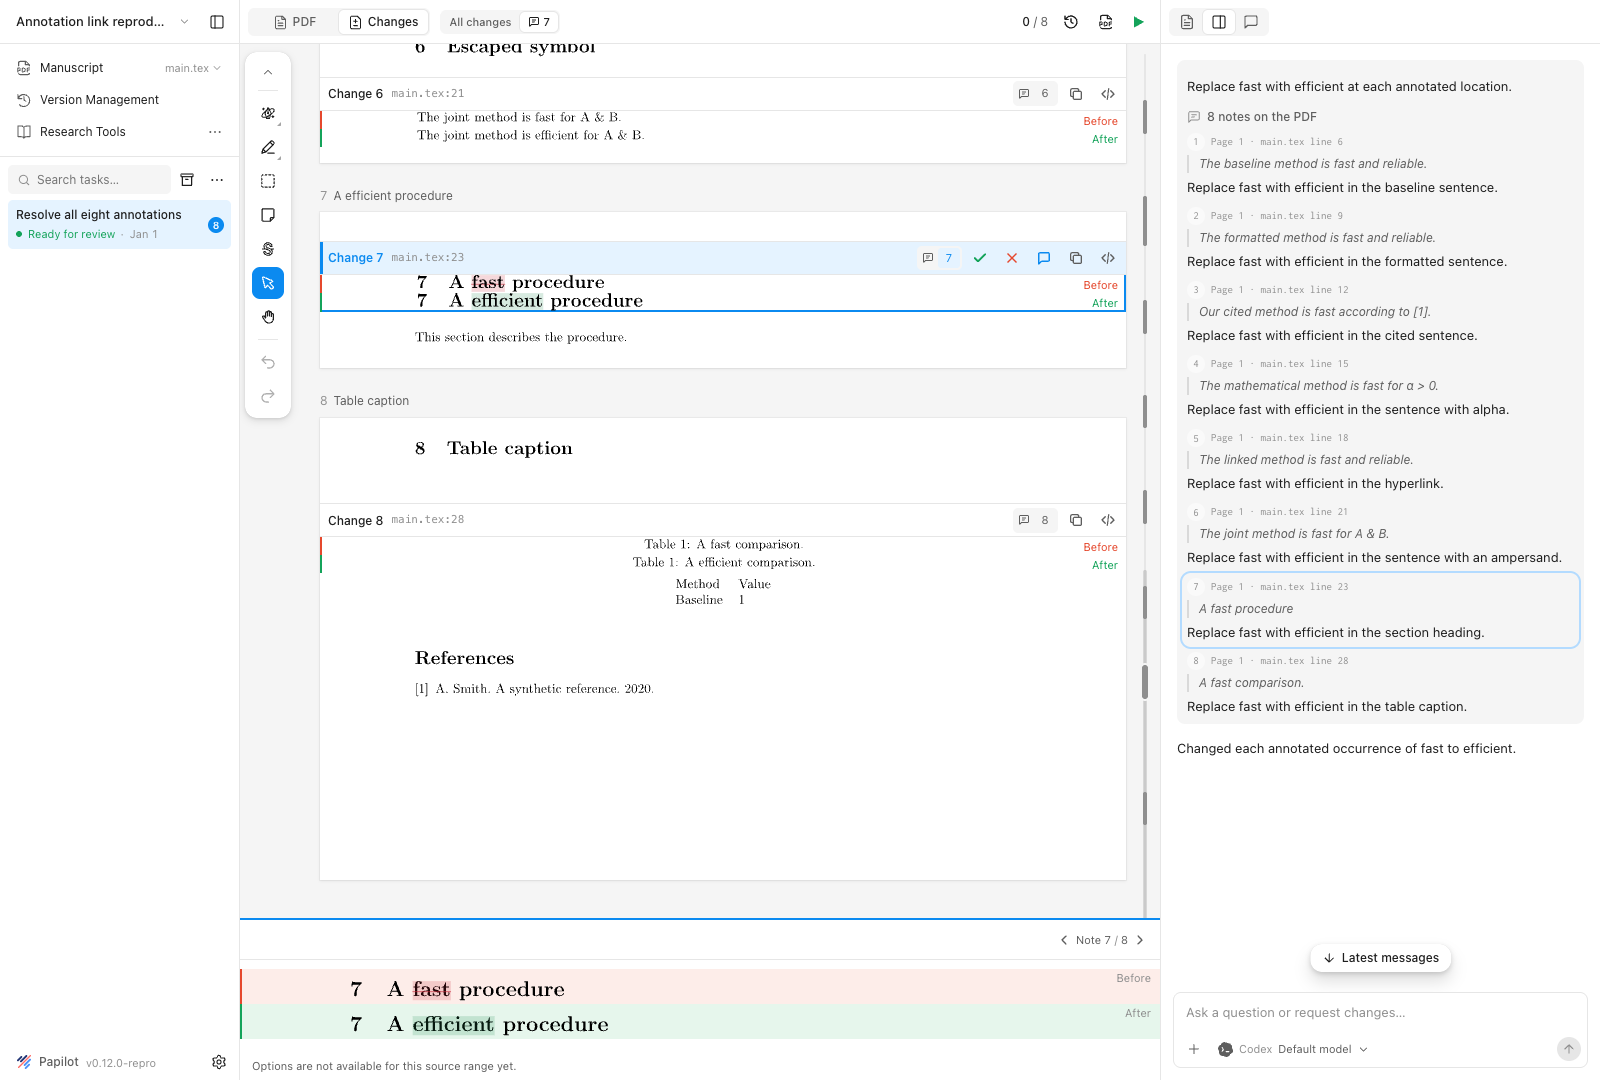 Annotation link reprod...
Manuscript
main.tex
Version Management
Research Tools
Search tasks...
Resolve all eight annotations
8
Ready for review · Jan 1
Papilot v0.12.0-repro
PDF
Changes
All changes
7
0 / 8
PDF
6 Escaped symbol
Change 6 main.tex:21
6
The joint method is fast for A & B.
Before
The joint method is efficient for A & B.
After
7 A efficient procedure
Change 7 main.tex:23
7
7 A fast procedure
Before
7 A efficient procedure
After
This section describes the procedure.
8 Table caption
8 Table caption
Change 8 main.tex:28
8
Table 1: A fast comparison.
Before
Table 1: A efficient comparison.
After
Method Value
Baseline 1
References
[1] A. Smith. A synthetic reference. 2020.
Note 7 / 8
7 A fast procedure
Before
7 A efficient procedure
After
Options are not available for this source range yet.
Replace fast with efficient at each annotated location.
8 notes on the PDF
1 Page 1 · main.tex line 6
The baseline method is fast and reliable.
Replace fast with efficient in the baseline sentence.
2 Page 1 · main.tex line 9
The formatted method is fast and reliable.
Replace fast with efficient in the formatted sentence.
3 Page 1 · main.tex line 12
Our cited method is fast according to [1].
Replace fast with efficient in the cited sentence.
4 Page 1 · main.tex line 15
The mathematical method is fast for α > 0.
Replace fast with efficient in the sentence with alpha.
5 Page 1 · main.tex line 18
The linked method is fast and reliable.
Replace fast with efficient in the hyperlink.
6 Page 1 · main.tex line 21
The joint method is fast for A & B.
Replace fast with efficient in the sentence with an ampersand.
7 Page 1 · main.tex line 23
A fast procedure
Replace fast with efficient in the section heading.
8 Page 1 · main.tex line 28
A fast comparison.
Replace fast with efficient in the table caption.
Changed each annotated occurrence of fast to efficient.
Latest messages
Ask a question or request changes...
Codex Default model